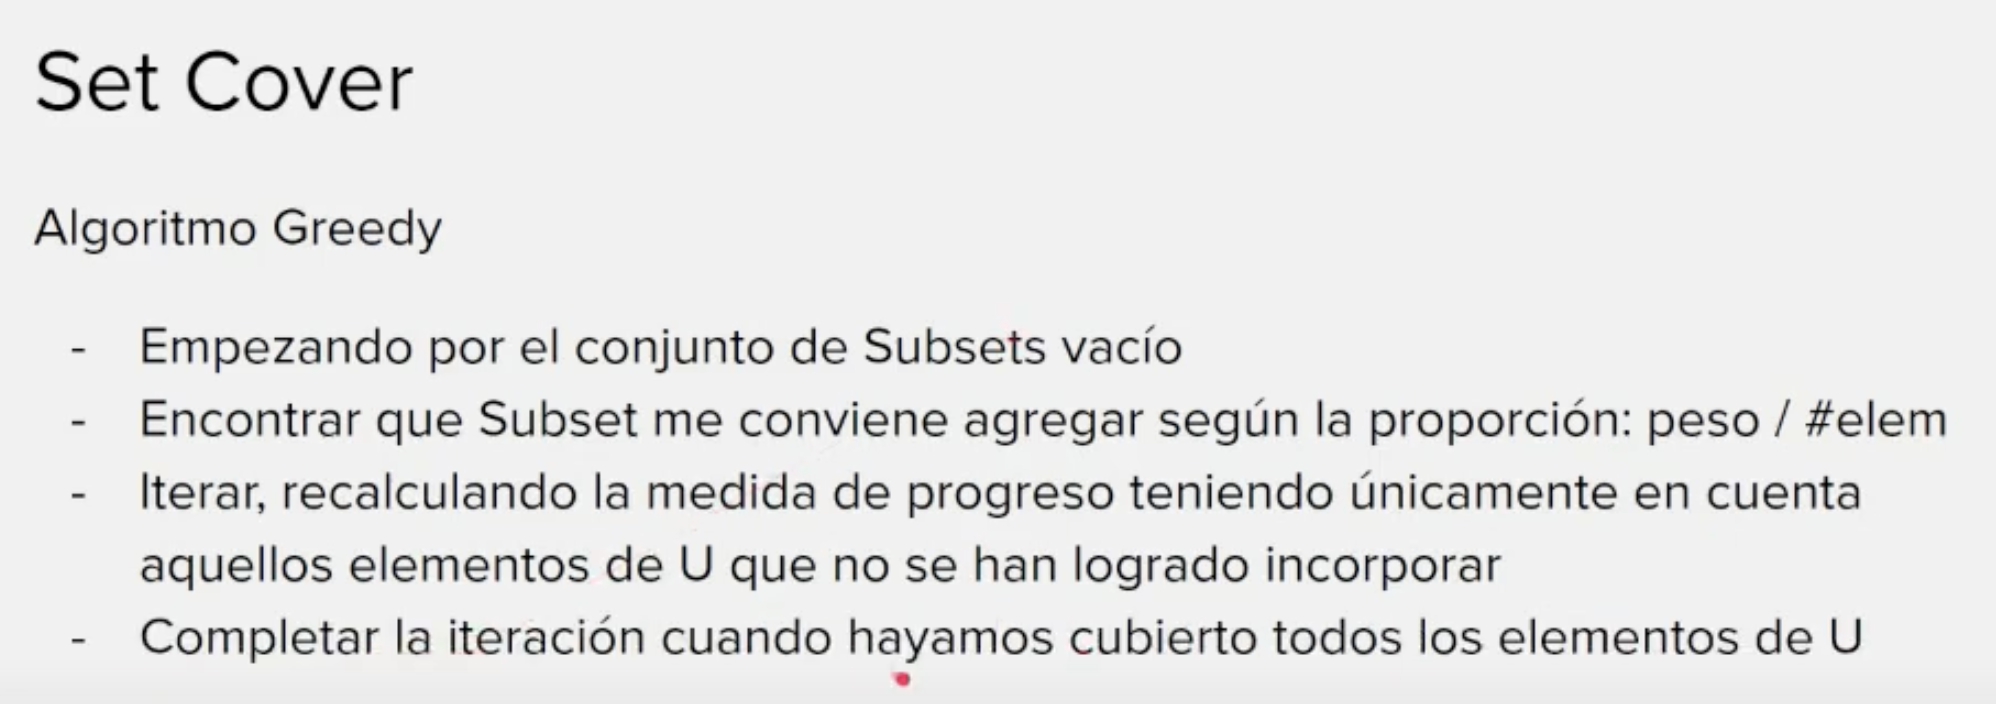 Set Cover
Algoritmo Greedy
- Empezando por el conjunto de Subsets vacío
- Encontrar que Subset me conviene agregar según la proporción: peso / #elem
- Iterar, recalculando la medida de progreso teniendo únicamente en cuenta
aquellos elementos de U que no se han logrado incorporar
- Completar la iteración cuando hayamos cubierto todos los elementos de U